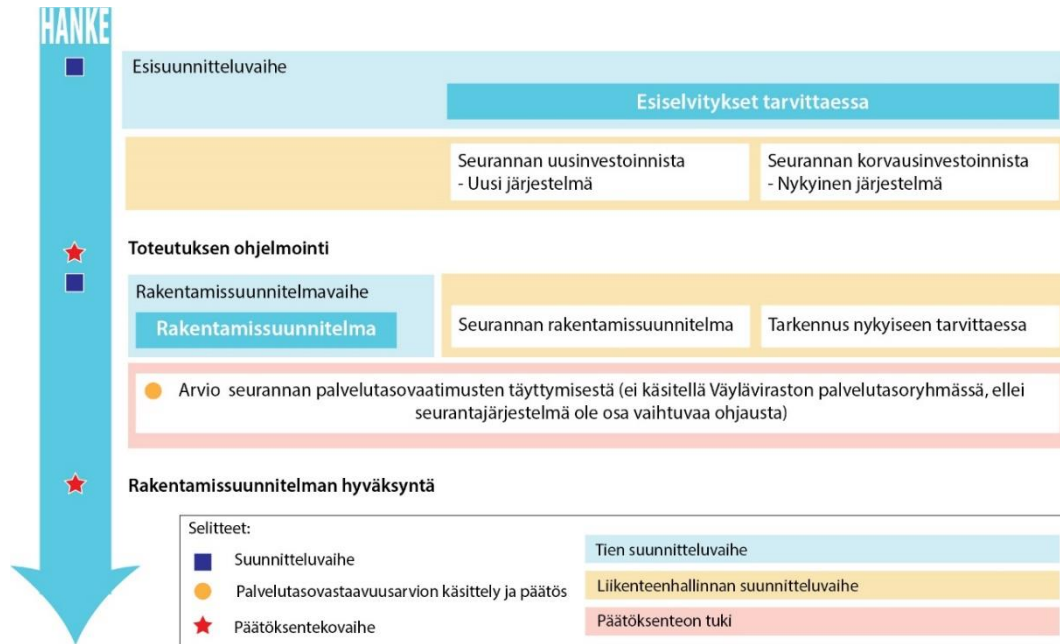 HANKE
Esisuunnitteluvaihe
Esiselvitykset tarvittaessa
Seurannan uusinvestoinnista
- Uusi järjestelmä
Seurannan korvausinvestoinnista
- Nykyinen järjestelmä
Toteutuksen ohjelmointi
Rakentamissuunnitelmavaihe
Rakentamissuunnitelma
Seurannan rakentamissuunnitelma
Tarkennus nykyiseen tarvittaessa
Arvio seurannan palvelutasovaatimusten täyttymisestä (ei käsitellä Väyläviraston palvelutasoryhmässä, ellei
seurantajärjestelmä ole osa vaihtuvaa ohjausta)
Rakentamissuunnitelman hyväksyntä
Selitteet:
Suunnitteluvaihe
Palvelutasovastaavuusarvion käsittely ja päätös
Päätöksentekovaihe
Tien suunnitteluvaihe
Liikenteenhallinnan suunnitteluvaihe
Päätöksenteon tuki